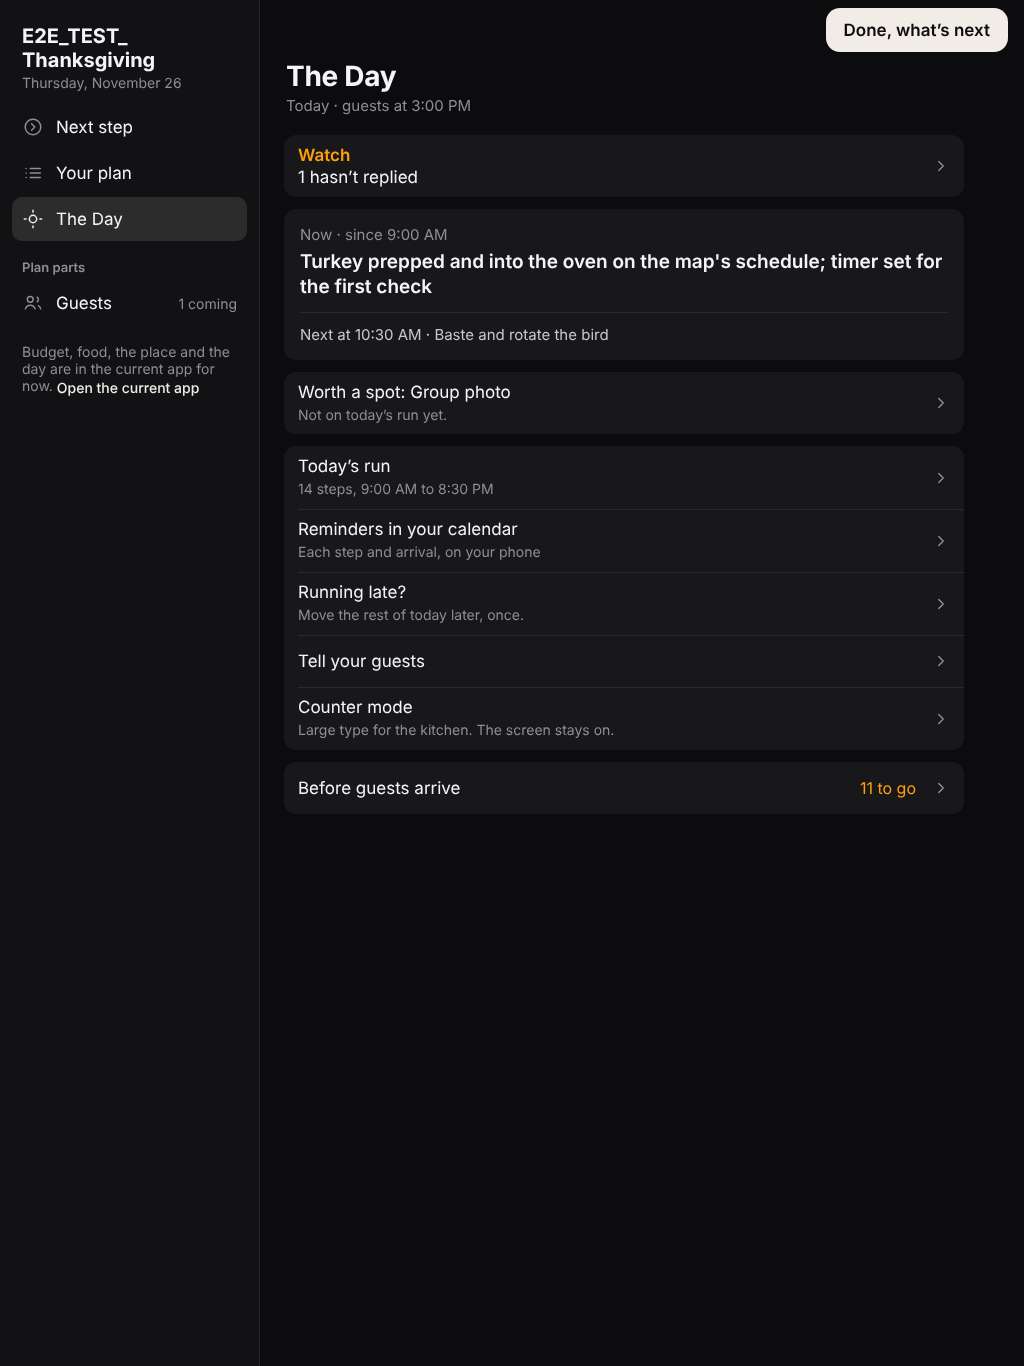 E2E_TEST_
Thanksgiving
Thursday, November 26
Next step
Your plan
The Day
Plan parts
Guests 1 coming
Budget, food, the place and the
day are in the current app for
now. Open the current app
Done, what’s next
The Day
Today · guests at 3:00 PM
Watch
1 hasn’t replied
Now · since 9:00 AM
Turkey prepped and into the oven on the map's schedule; timer set for
the first check
Next at 10:30 AM · Baste and rotate the bird
Worth a spot: Group photo
Not on today’s run yet.
Today’s run
14 steps, 9:00 AM to 8:30 PM
Reminders in your calendar
Each step and arrival, on your phone
Running late?
Move the rest of today later, once.
Tell your guests
Counter mode
Large type for the kitchen. The screen stays on.
Before guests arrive 11 to go